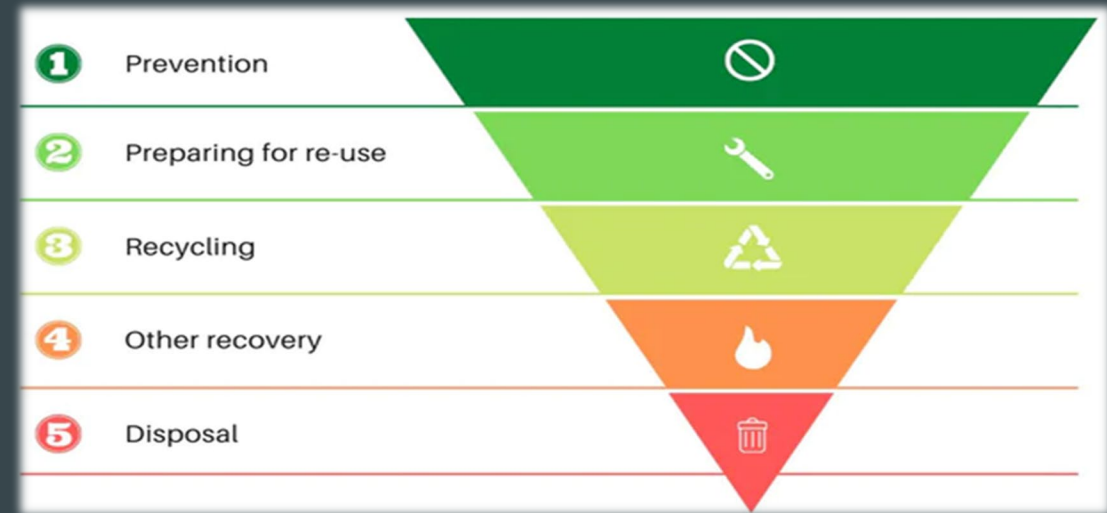 1 Prevention
2 Preparing for re-use
3 Recycling
4 Other recovery
5 Disposal